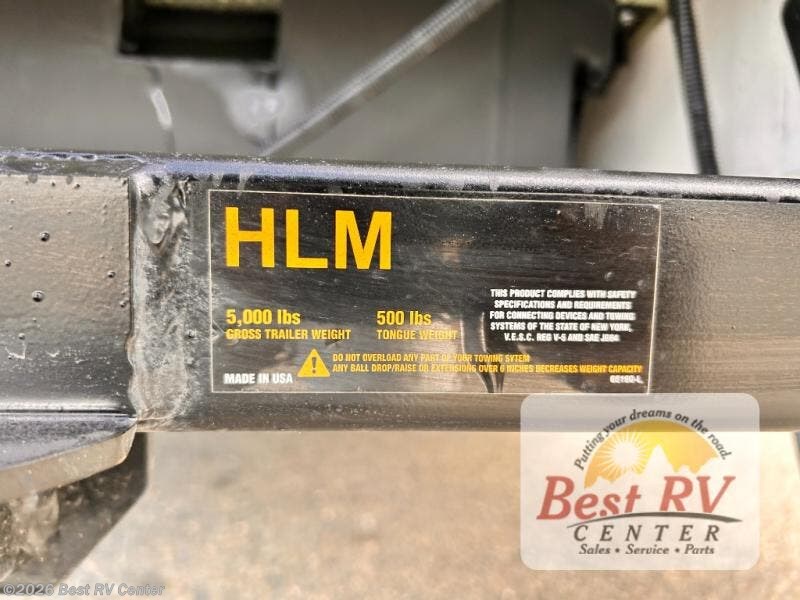 HLM
5,000 lbs
GROSS TRAILER WEIGHT
500 lbs
TONGUE WEIGHT
THIS PRODUCT COMPLIES WITH SAFETY
SPECIFICATIONS AND REQUIREMENTS
FOR CONNECTING DEVICES AND TOWING
SYSTEMS OF THE STATE OF NEW YORK,
V.E.S.C. REG V-5 AND SAE J684
DO NOT OVERLOAD ANY PART OF YOUR TOWING SYTEM
ANY BALL DROP/RAISE OR EXTENSIONS OVER 6 INCHES DECREASES WEIGHT CAPACITY
MADE IN USA
Putting your dreams on the road.
Best RV
CENTER
Sales • Service • Parts
©2026 Best RV Center